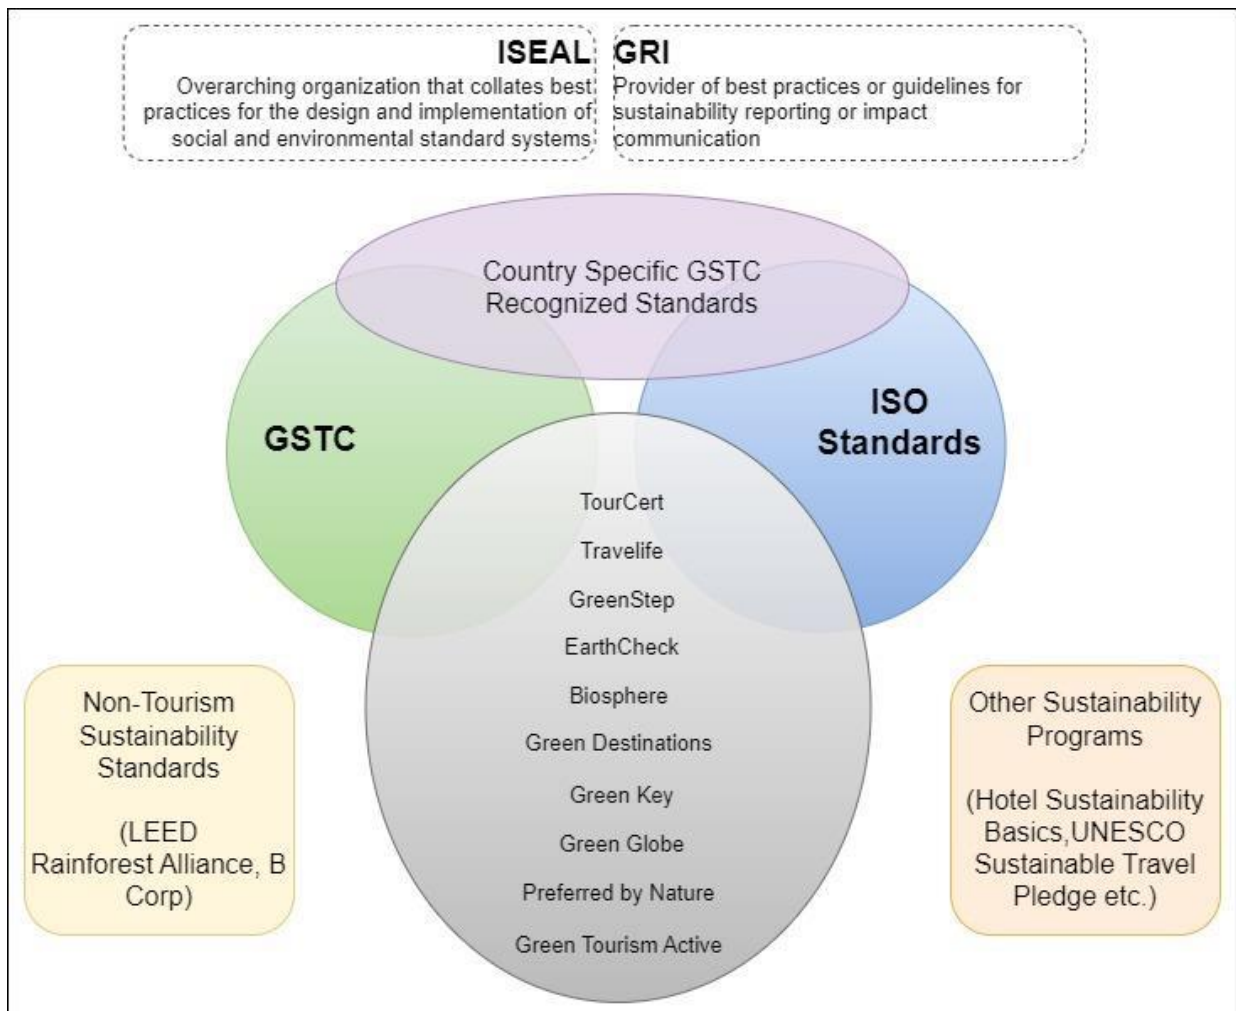 ISEAL
Overarching organization that collates best
practices for the design and implementation of
social and environmental standard systems
GRI
Provider of best practices or guidelines for
sustainability reporting or impact
communication
Country Specific GSTC
Recognized Standards
GSTC
ISO
Standards
TourCert
Travelife
GreenStep
EarthCheck
Biosphere
Green Destinations
Green Key
Green Globe
Preferred by Nature
Green Tourism Active
Non-Tourism
Sustainability
Standards
(LEED
Rainforest Alliance, B
Corp)
Other Sustainability
Programs
(Hotel Sustainability
Basics,UNESCO
Sustainable Travel
Pledge etc.)